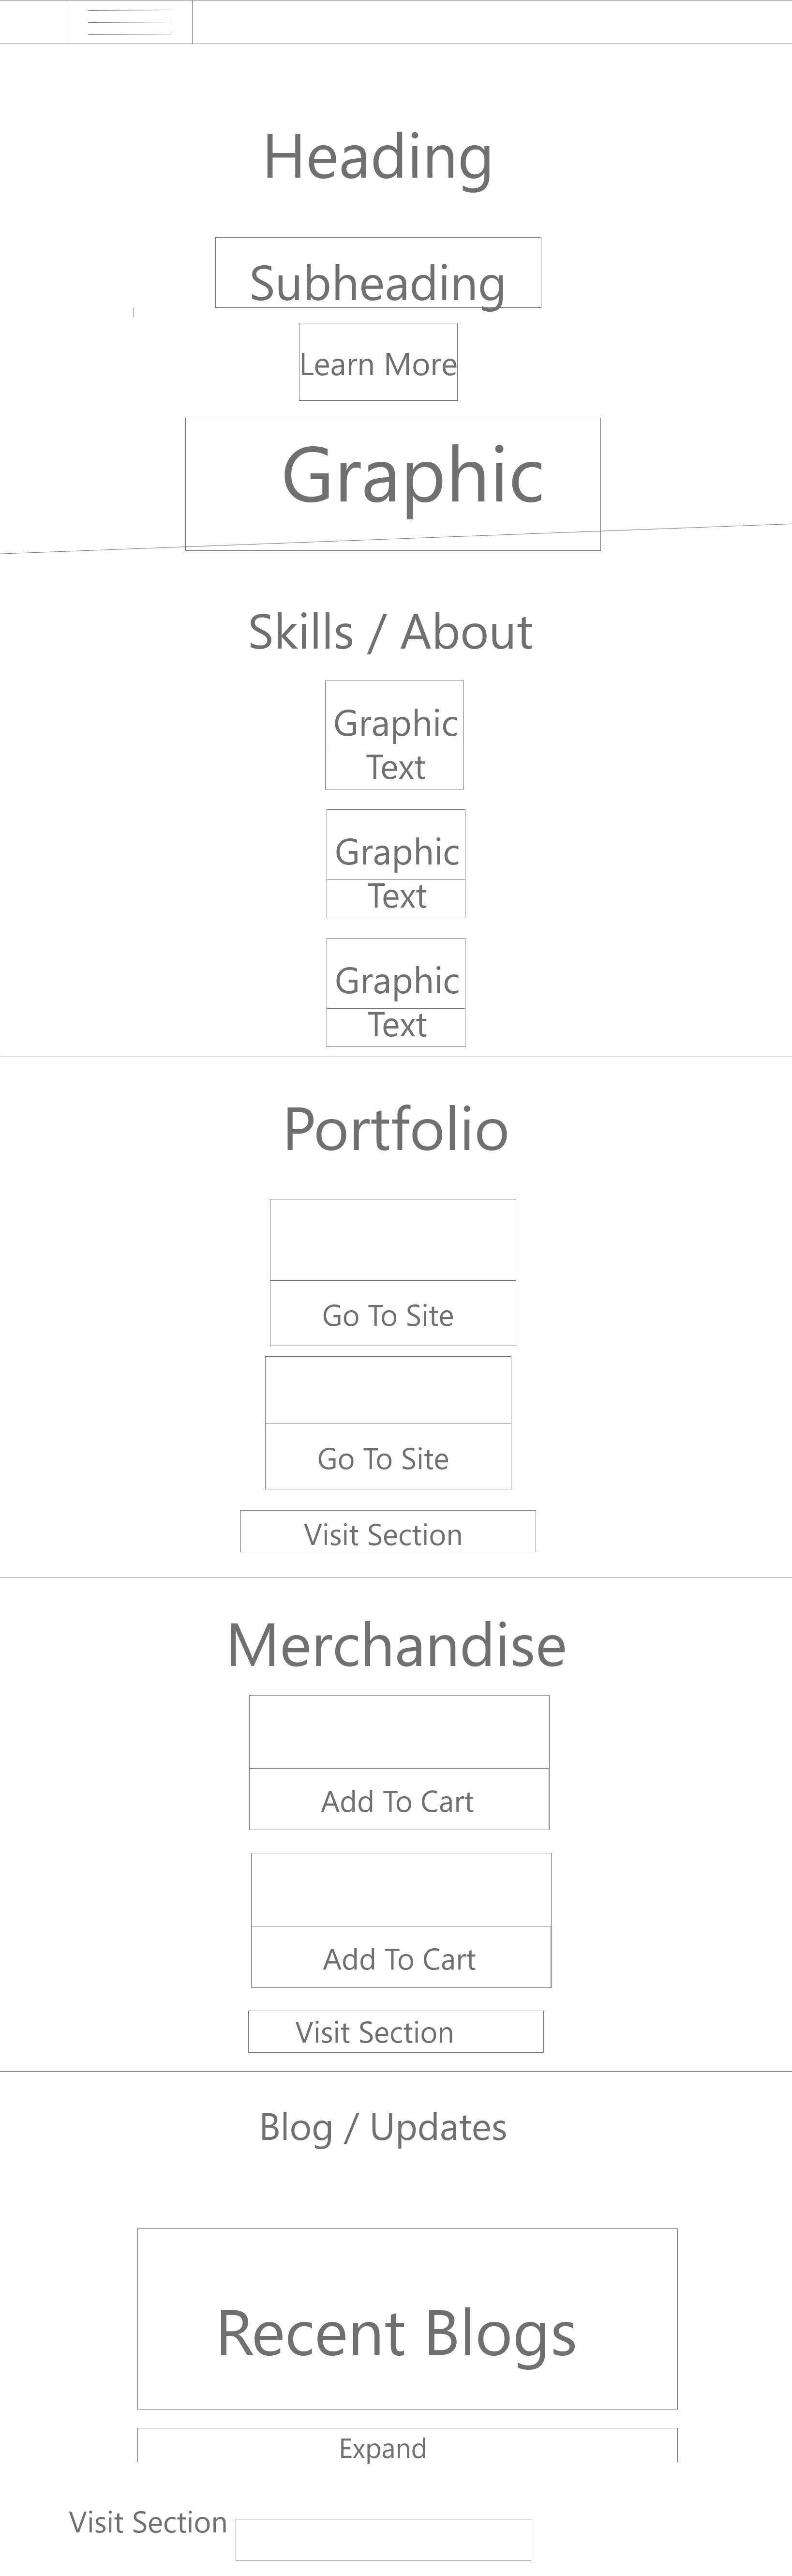 Heading
Subheading
Learn More
Graphic
Skills / About
Graphic
Text
Graphic
Text
Graphic
Text
Portfolio
Go To Site
Go To Site
Visit Section
Merchandise
Add To Cart
Add To Cart
Visit Section
Blog / Updates
Recent Blogs
Expand
Visit Section